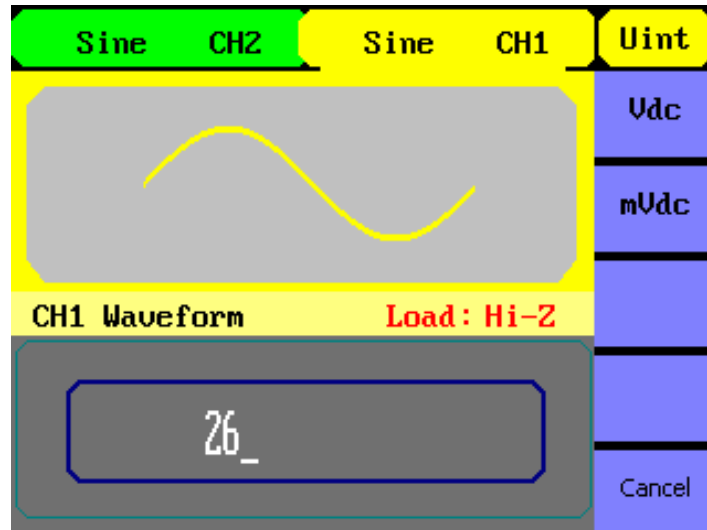 Sine CH2 Sine CH1 Uint
Vdc
mVdc
CH1 Waveform Load: Hi-Z
26_
Cancel